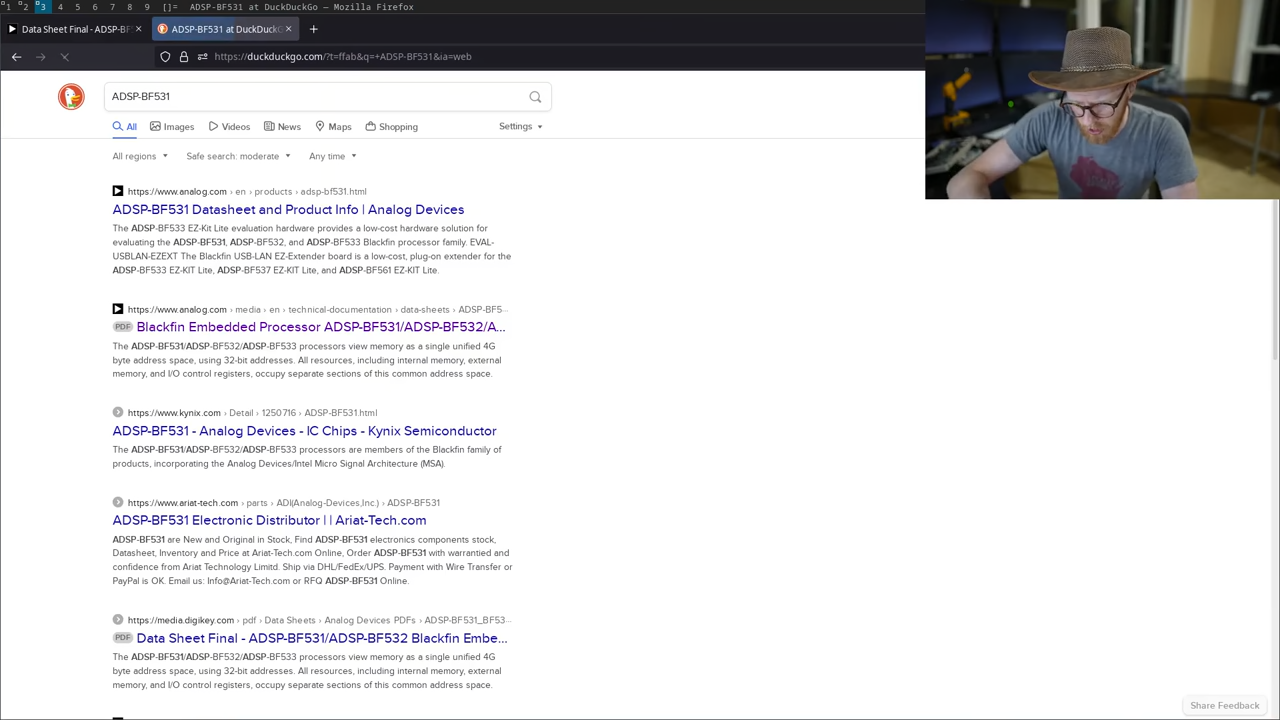 1 2 3 4 5 6 7 8 9 []= ADSP-BF531 at DuckDuckGo — Mozilla Firefox
Data Sheet Final - ADSP-BF
ADSP-BF531 at DuckDuckGo
https://duckduckgo.com/?t=ffab&q=+ADSP-BF531&ia=web
ADSP-BF531
All Images Videos News Maps Shopping Settings
All regions Safe search: moderate Any time
https://www.analog.com › en › products › adsp-bf531.html
ADSP-BF531 Datasheet and Product Info | Analog Devices
The ADSP-BF533 EZ-Kit Lite evaluation hardware provides a low-cost hardware solution for
evaluating the ADSP-BF531, ADSP-BF532, and ADSP-BF533 Blackfin processor family. EVAL-
USBLAN-EZEXT The Blackfin USB-LAN EZ-Extender board is a low-cost, plug-on extender for the
ADSP-BF533 EZ-KIT Lite, ADSP-BF537 EZ-KIT Lite, and ADSP-BF561 EZ-KIT Lite.
https://www.analog.com › media › en › technical-documentation › data-sheets › ADSP-BF5...
PDF Blackfin Embedded Processor ADSP-BF531/ADSP-BF532/A...
The ADSP-BF531/ADSP-BF532/ADSP-BF533 processors view memory as a single unified 4G
byte address space, using 32-bit addresses. All resources, including internal memory, external
memory, and I/O control registers, occupy separate sections of this common address space.
https://www.kynix.com › Detail › 1250716 › ADSP-BF531.html
ADSP-BF531 - Analog Devices - IC Chips - Kynix Semiconductor
The ADSP-BF531/ADSP-BF532/ADSP-BF533 processors are members of the Blackfin family of
products, incorporating the Analog Devices/Intel Micro Signal Architecture (MSA).
https://www.ariat-tech.com › parts › ADI(Analog-Devices,Inc.) › ADSP-BF531
ADSP-BF531 Electronic Distributor | | Ariat-Tech.com
ADSP-BF531 are New and Original in Stock, Find ADSP-BF531 electronics components stock,
Datasheet, Inventory and Price at Ariat-Tech.com Online, Order ADSP-BF531 with warrantied and
confidence from Ariat Technology Limitd. Ship via DHL/FedEx/UPS. Payment with Wire Transfer or
PayPal is OK. Email us: Info@Ariat-Tech.com or RFQ ADSP-BF531 Online.
https://media.digikey.com › pdf › Data Sheets › Analog Devices PDFs › ADSP-BF531_BF53...
PDF Data Sheet Final - ADSP-BF531/ADSP-BF532 Blackfin Embe...
The ADSP-BF531/ADSP-BF532/ADSP-BF533 processors view memory as a single unified 4G
byte address space, using 32-bit addresses. All resources, including internal memory, external
memory, and I/O control registers, occupy separate sections of this common address space.
Share Feedback